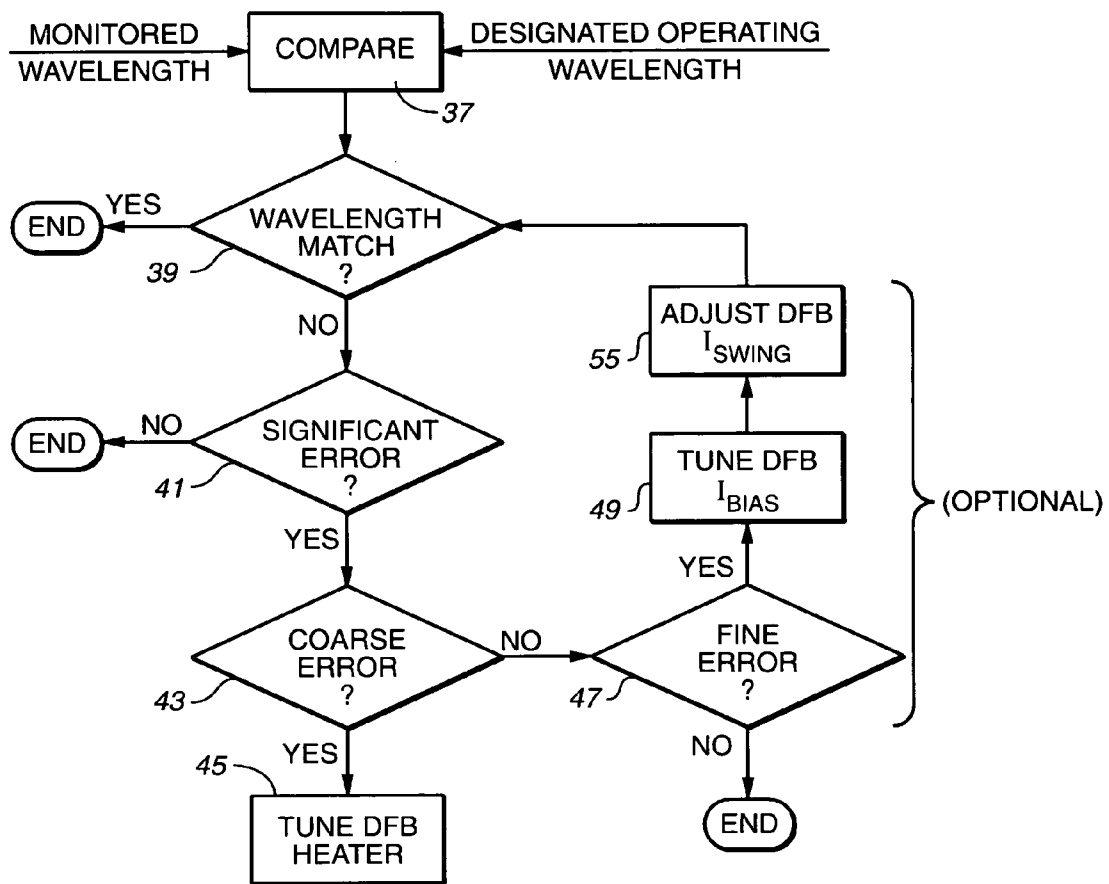 MONITORED
WAVELENGTH
COMPARE
DESIGNATED OPERATING
WAVELENGTH
37
WAVELENGTH
MATCH
?
39
YES
END
NO
SIGNIFICANT
ERROR
?
41
NO
END
YES
COARSE
ERROR
?
43
NO
YES
45
TUNE DFB
HEATER
FINE
ERROR
?
47
YES
NO
END
TUNE DFB
I BIAS
49
ADJUST DFB
I SWING
55
(OPTIONAL)